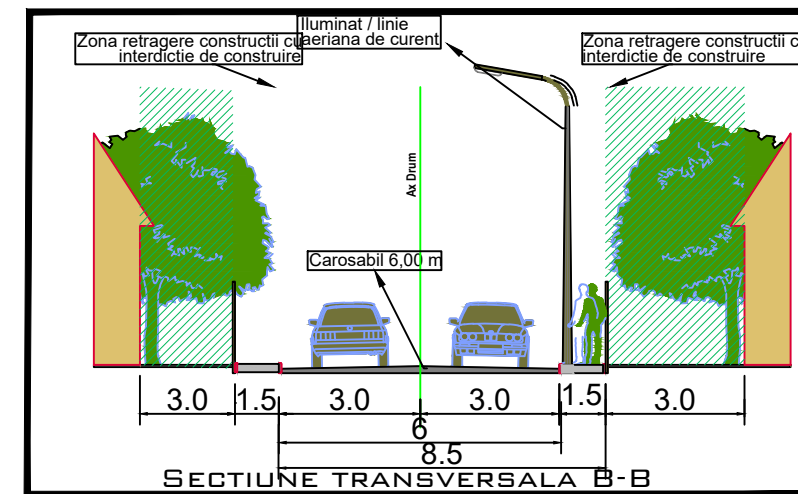 Iluminat / linie
aeriana de curent
Zona retragere constructii cu
interdictie de construire
Zona retragere constructii c
interdictie de construire
Ax Drum
Carosabil 6,00 m
3.0 1.5 3.0 3.0 1.5 3.0
6
8.5
SECTIUNE TRANSVERSALA B-B